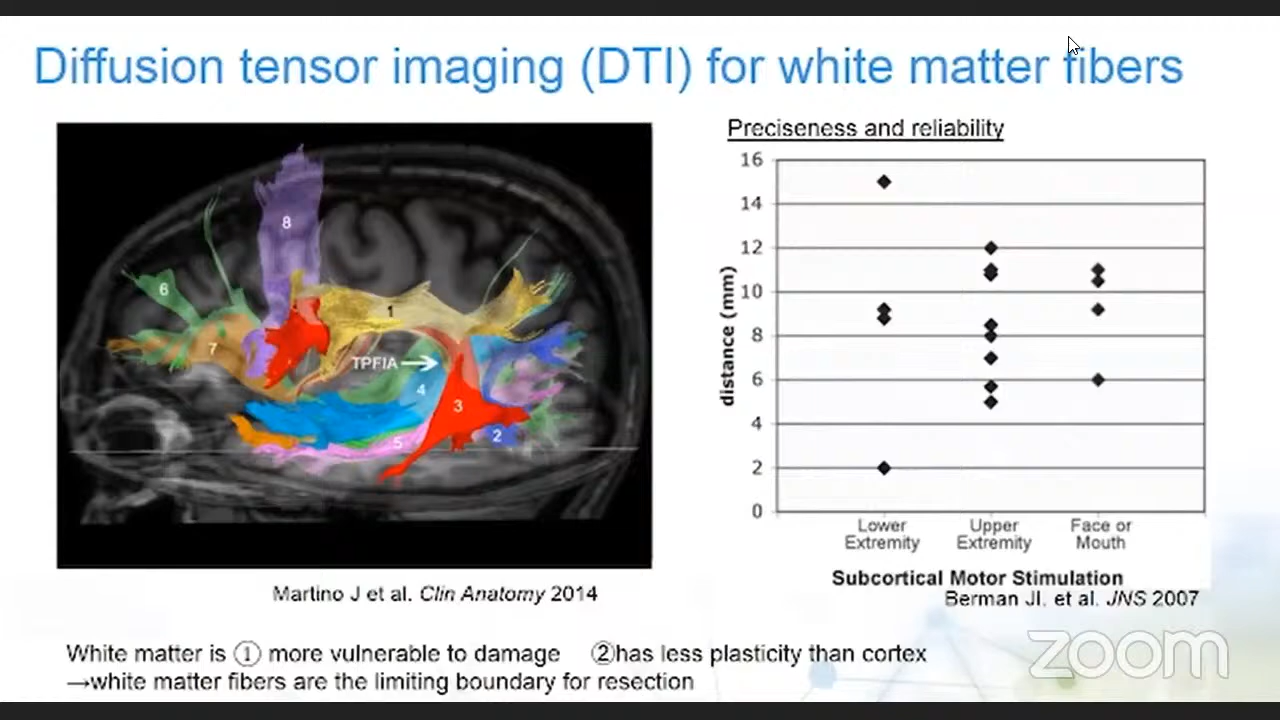 Diffusion tensor imaging (DTI) for white matter fibers
8
6
7
1
TPFIA
4
3
5
2
Martino J et al. Clin Anatomy 2014
Preciseness and reliability
16
14
12
10
8
6
4
2
0
distance (mm)
Lower Extremity
Upper Extremity
Face or Mouth
Subcortical Motor Stimulation
Berman JI. et al. JNS 2007
White matter is ① more vulnerable to damage ②has less plasticity than cortex
→white matter fibers are the limiting boundary for resection
zoom